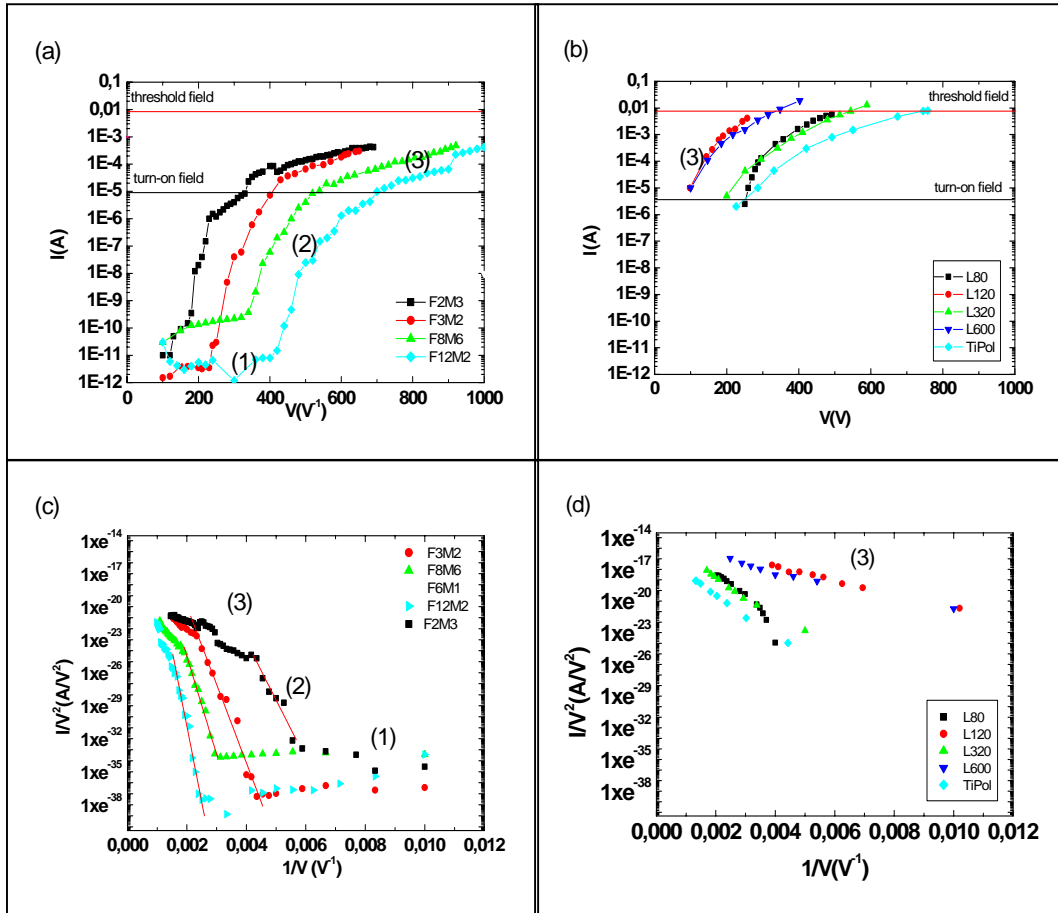 (a)
0,1
0,01
1E-3
1E-4
1E-5
1E-6
1E-7
1E-8
1E-9
1E-10
1E-11
1E-12
I(A)
threshold field
turn-on field
(1)
(2)
(3)
F2M3
F3M2
F8M6
F12M2
0
200
400
600
800
1000
V(V⁻¹)
(b)
0,1
0,01
1E-3
1E-4
1E-5
1E-6
1E-7
1E-8
1E-9
1E-10
1E-11
1E-12
I(A)
threshold field
turn-on field
(3)
L80
L120
L320
L600
TiPol
0
200
400
600
800
1000
V(V)
(c)
1xe⁻¹⁴
1xe⁻¹⁷
1xe⁻²⁰
1xe⁻²³
1xe⁻²⁶
1xe⁻²⁹
1xe⁻³²
1xe⁻³⁵
1xe⁻³⁸
I/V²(A/V²)
F3M2
F8M6
F6M1
F12M2
F2M3
(3)
(2)
(1)
0,000 0,002 0,004 0,006 0,008 0,010 0,012
1/V (V⁻¹)
(d)
1xe⁻¹⁴
1xe⁻¹⁷
1xe⁻²⁰
1xe⁻²³
1xe⁻²⁶
1xe⁻²⁹
1xe⁻³²
1xe⁻³⁵
1xe⁻³⁸
I/V²(A/V²)
(3)
L80
L120
L320
L600
TiPol
0,000 0,002 0,004 0,006 0,008 0,010 0,012
1/V(V⁻¹)